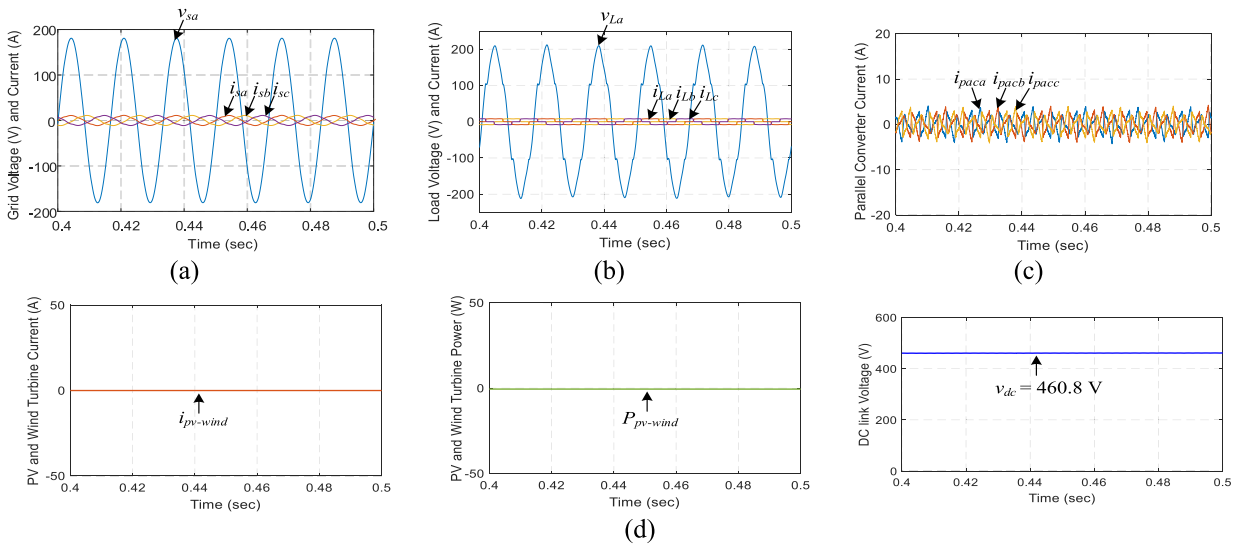 v_sa
i_sa i_sb i_sc
Grid Voltage (V) and Current (A)
200
100
0
-100
-200
0.4 0.42 0.44 0.46 0.48 0.5
Time (sec)
(a)
v_La
i_La i_Lb i_Lc
Load Voltage (V) and Current (A)
200
100
0
-100
-200
0.4 0.42 0.44 0.46 0.48 0.5
Time (sec)
(b)
i_paca i_pacb i_pacc
Parallel Converter Current (A)
20
10
0
-10
-20
0.4 0.42 0.44 0.46 0.48 0.5
Time (sec)
(c)
PV and Wind Turbine Current (A)
50
0
-50
i_pv-wind
0.4 0.42 0.44 0.46 0.48 0.5
Time (sec)
PV and Wind Turbine Power (W)
50
0
-50
P_pv-wind
0.4 0.42 0.44 0.46 0.48 0.5
Time (sec)
DC link Voltage (V)
600
400
200
0
v_dc = 460.8 V
0.4 0.42 0.44 0.46 0.48 0.5
Time (sec)
(d)